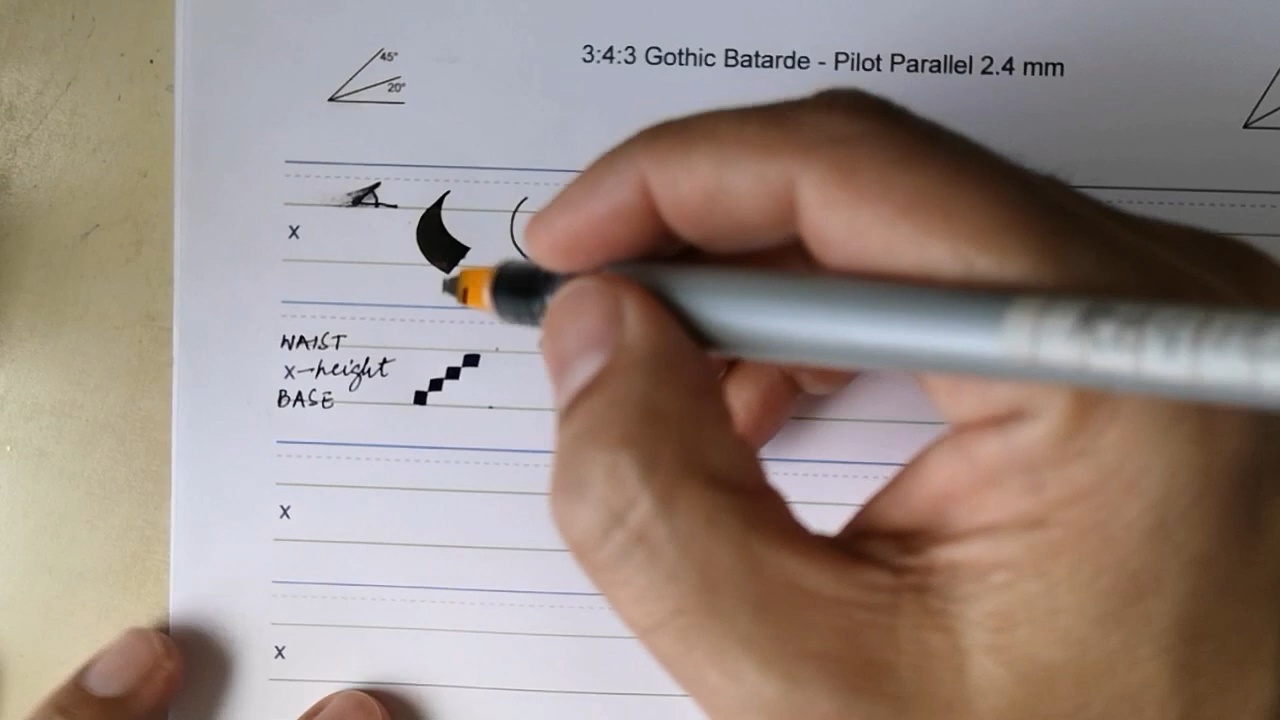 3:4:3 Gothic Batarde - Pilot Parallel 2.4 mm
45°
20°
x
WAIST
x-height
BASE
x
x